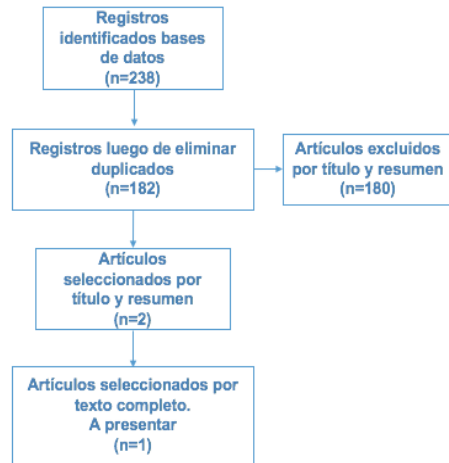 Registros
identificados bases
de datos
(n=238)
Registros luego de eliminar
duplicados
(n=182)
Artículos excluidos
por título y resumen
(n=180)
Artículos
seleccionados por
título y resumen
(n=2)
Artículos seleccionados por
texto completo.
A presentar
(n=1)